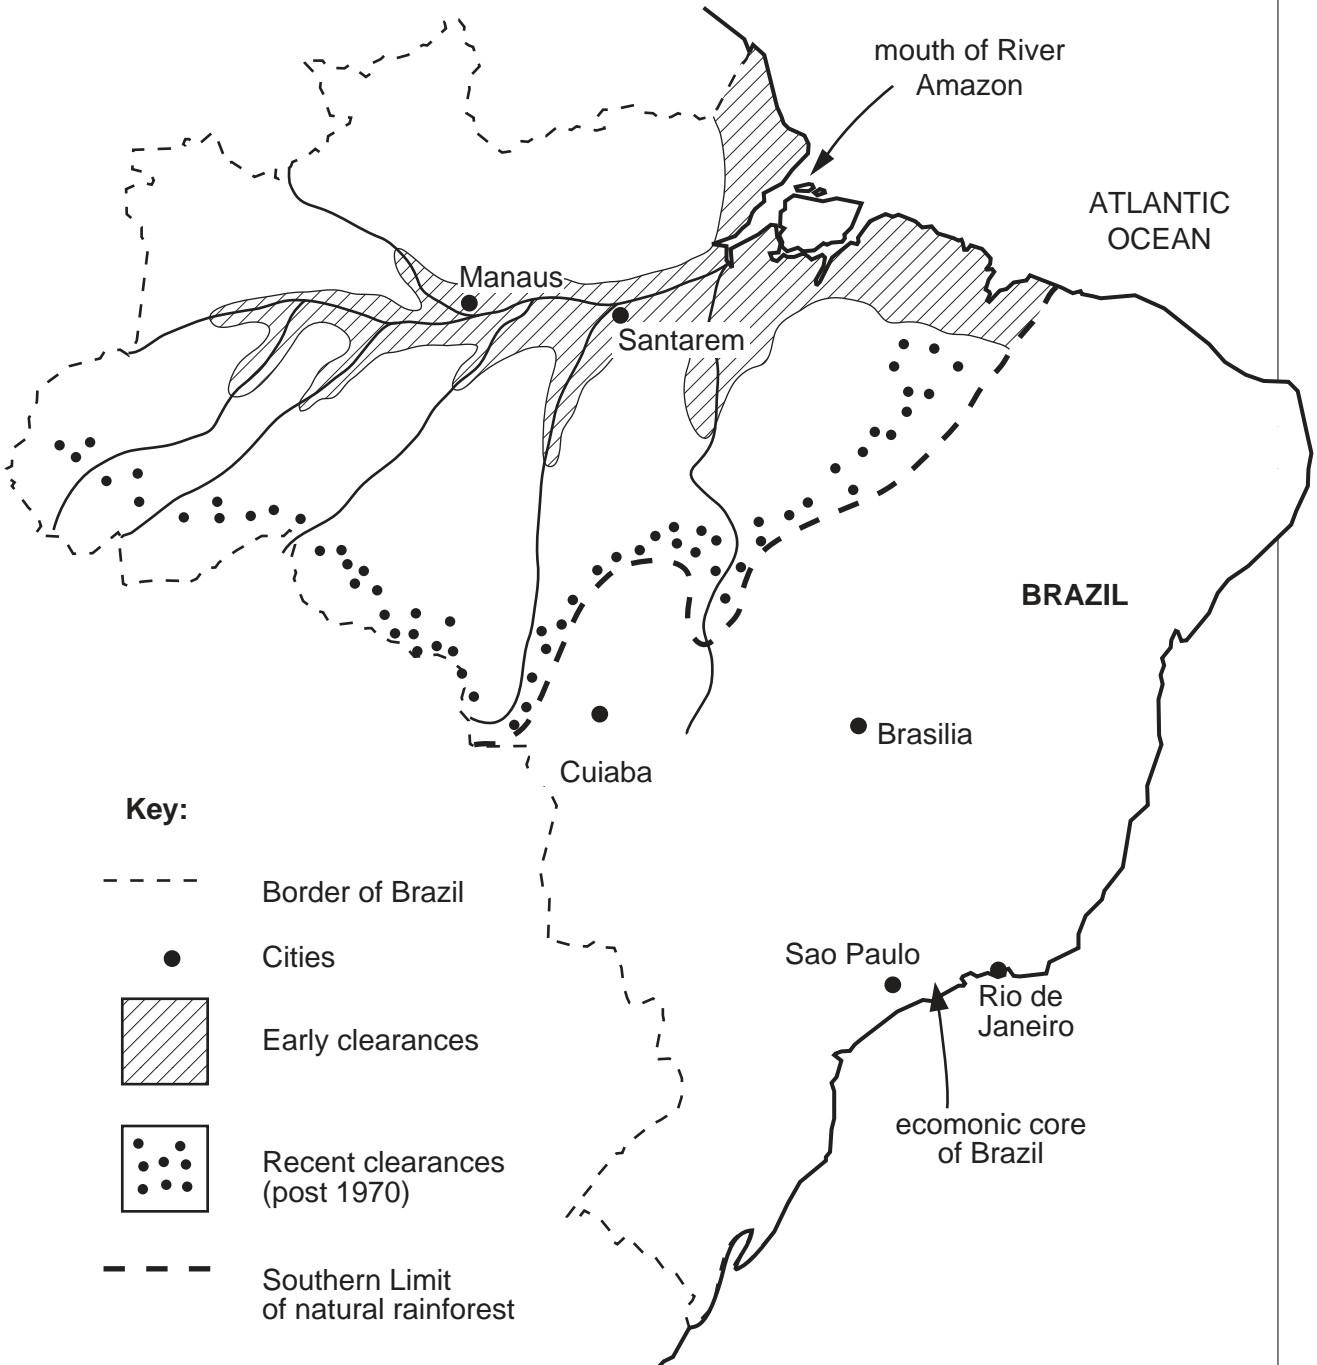 mouth of River
Amazon
ATLANTIC
OCEAN
Manaus
Santarem
BRAZIL
Brasilia
Cuiaba
Key:
Border of Brazil
Cities
Early clearances
Recent clearances
(post 1970)
Southern Limit
of natural rainforest
Sao Paulo
Rio de
Janeiro
ecomonic core
of Brazil